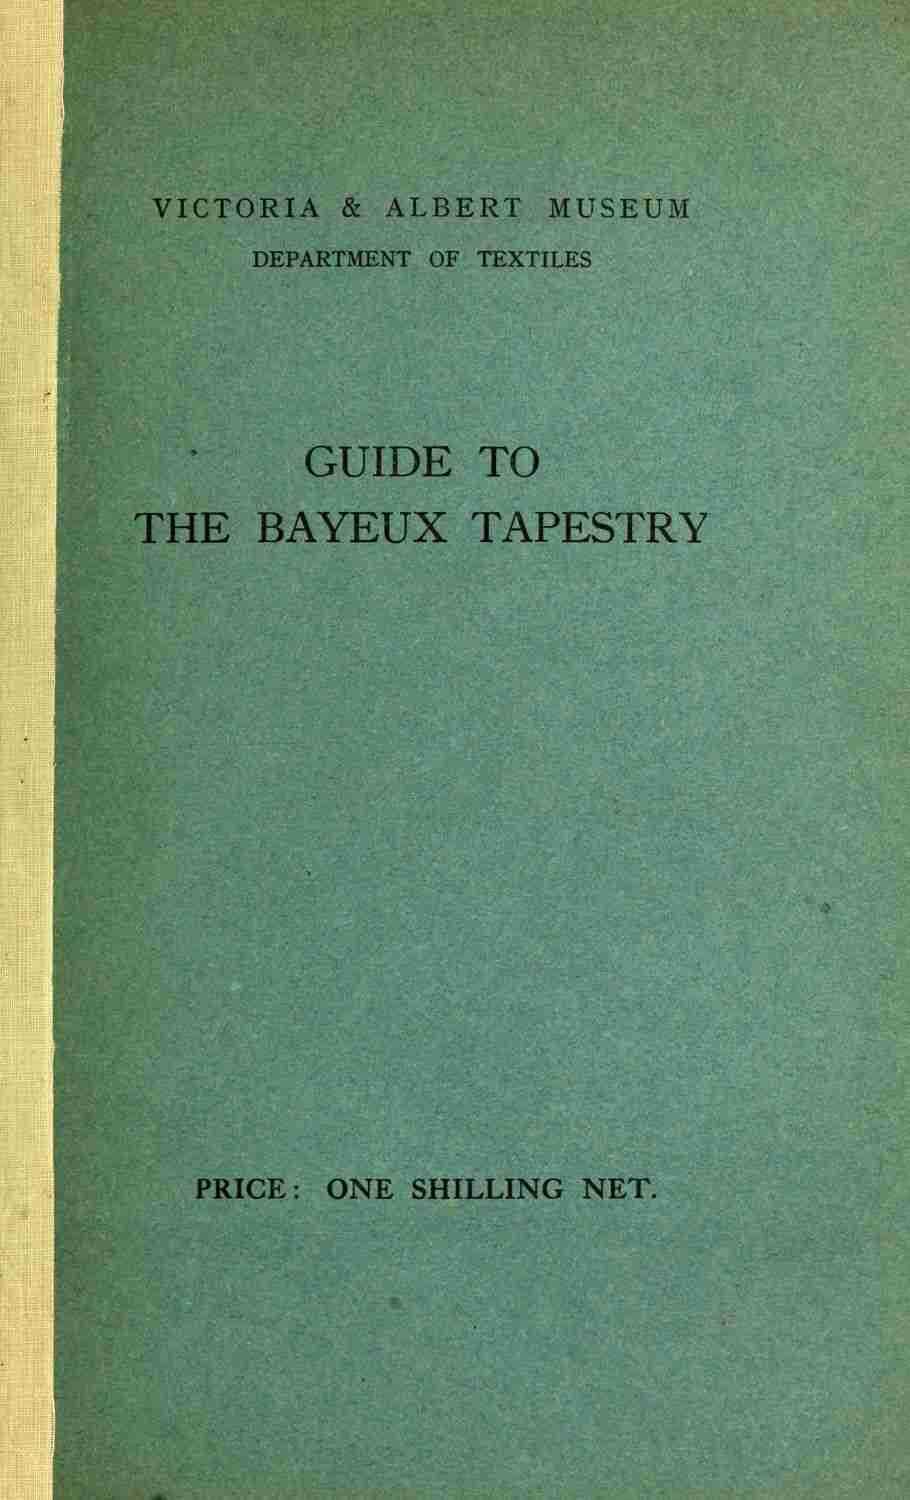 VICTORIA & ALBERT MUSEUM
DEPARTMENT OF TEXTILES
GUIDE TO
THE BAYEUX TAPESTRY
PRICE: ONE SHILLING NET.